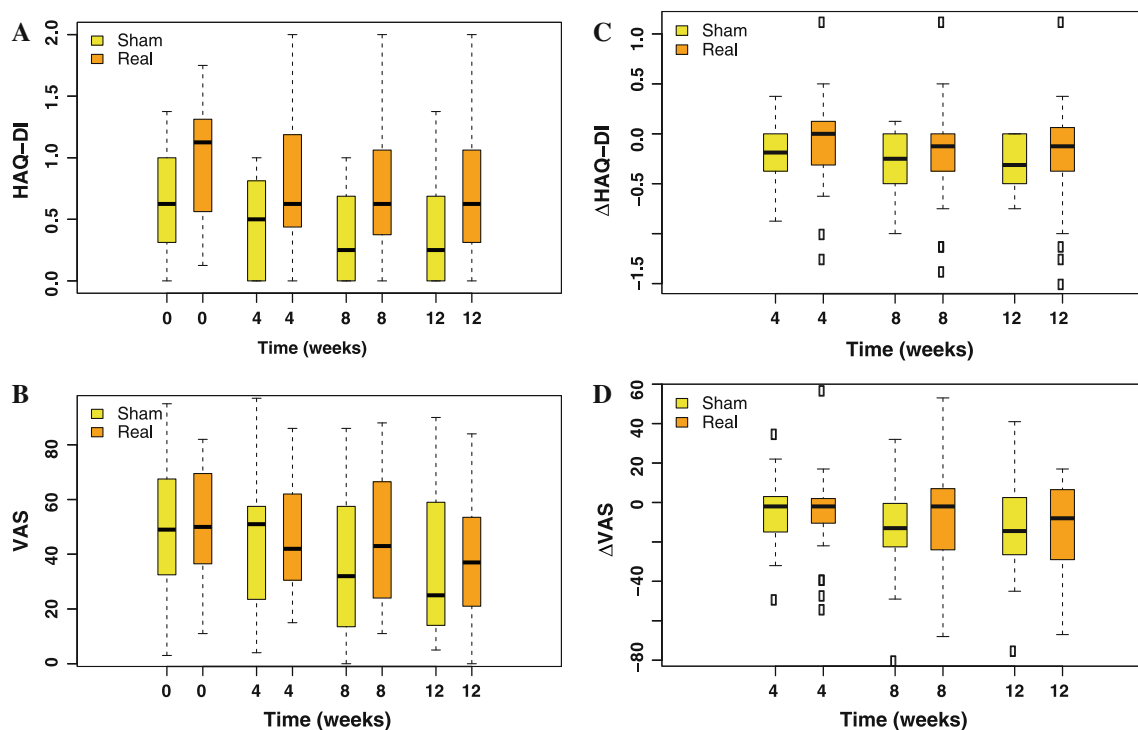 A
Sham
Real
HAQ−DI
2.0
1.5
1.0
0.5
0.0
0 0 4 4 8 8 12 12
Time (weeks)
C
Sham
Real
ΔHAQ−DI
1.0
0.5
0.0
−0.5
−1.5
4 4 8 8 12 12
Time (weeks)
B
Sham
Real
VAS
80
60
40
20
0
0 0 4 4 8 8 12 12
Time (weeks)
D
Sham
Real
ΔVAS
60
40
20
0
−40
−80
4 4 8 8 12 12
Time (weeks)